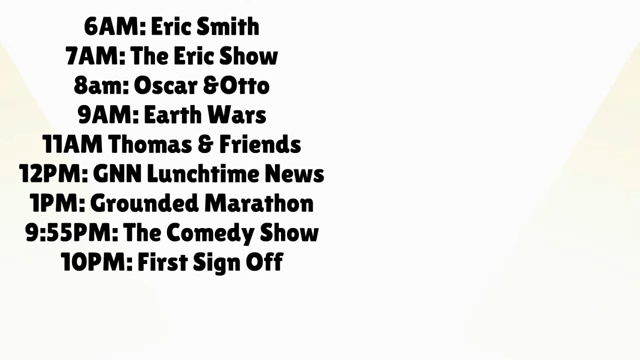 6AM: Eric Smith
7AM: The Eric Show
8am: Oscar &Otto
9AM: Earth Wars
11AM Thomas & Friends
12PM: GNN Lunchtime News
1PM: Grounded Marathon
9:55PM: The Comedy Show
10PM: First Sign Off